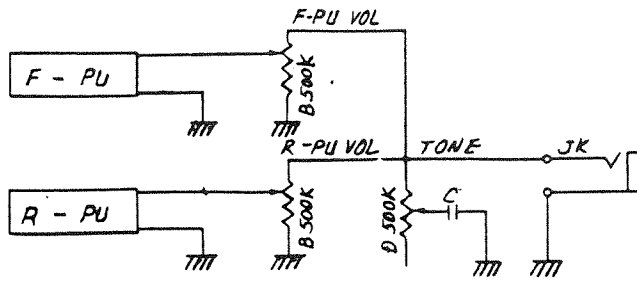 F-PU VOL
F - PU
B 500K
R-PU VOL
TONE
JK
R - PU
B 500K
D 500K
C